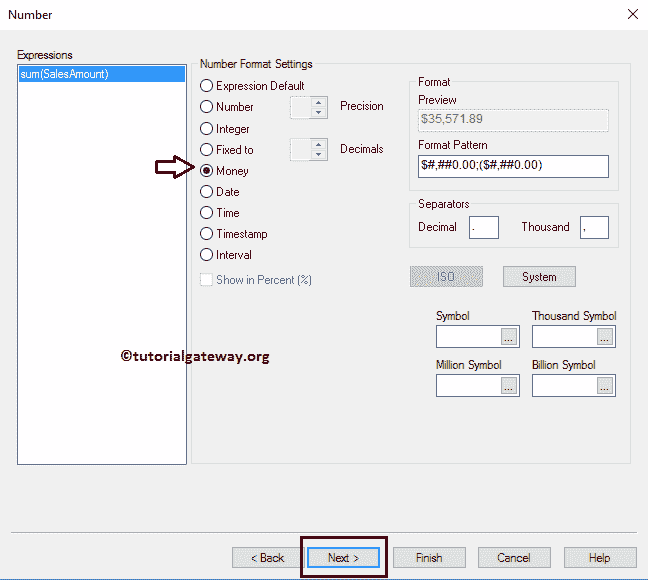 Number
Expressions
sum(SalesAmount)
Number Format Settings
Expression Default
Number
Precision
Integer
Fixed to
Decimals
Money
Date
Time
Timestamp
Interval
Show in Percent (%)
Format
Preview
$35,571.89
Format Pattern
$#,##0.00;($#,##0.00)
Separators
Decimal .
Thousand ,
ISO
System
Symbol
Thousand Symbol
... ...
Million Symbol
Billion Symbol
... ...
©tutorialgateway.org
< Back
Next >
Finish
Cancel
Help